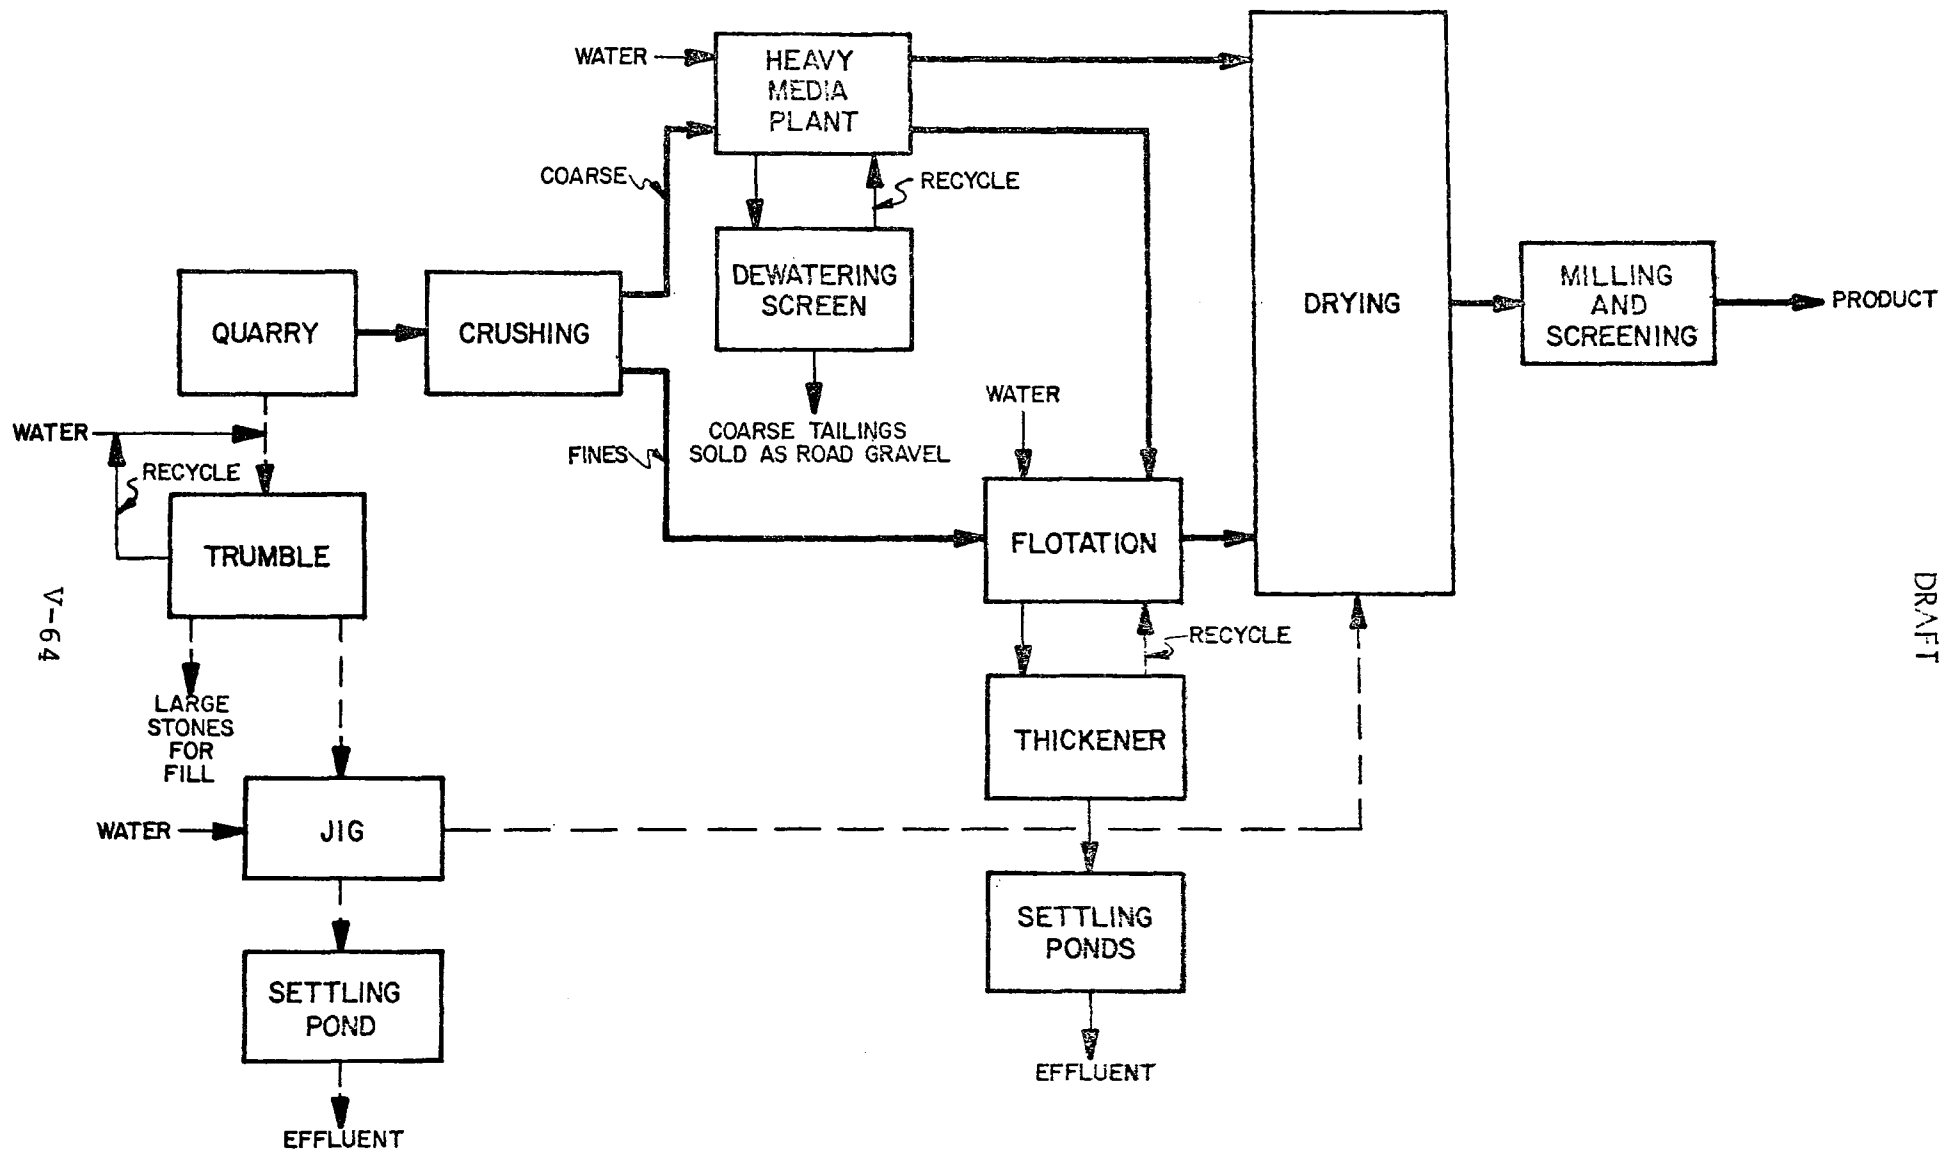 WATER
HEAVY
MEDIA
PLANT
COARSE
RECYCLE
DEWATERING
SCREEN
QUARRY
CRUSHING
DRYING
MILLING
AND
SCREENING
PRODUCT
WATER
COARSE TAILINGS
SOLD AS ROAD GRAVEL
WATER
FINES
RECYCLE
TRUMBLE
FLOTATION
RECYCLE
LARGE
STONES
FOR
FILL
THICKENER
WATER
JIG
SETTLING
PONDS
SETTLING
POND
EFFLUENT
EFFLUENT
V-64
DRAFT